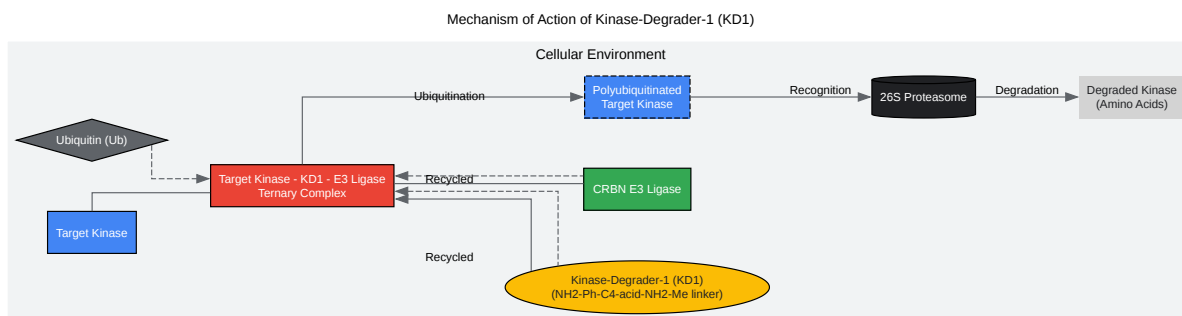 Mechanism of Action of Kinase-Degrader-1 (KD1)
Cellular Environment
Ubiquitination
Polyubiquitinated
Target Kinase
Recognition
26S Proteasome
Degradation
Degraded Kinase
(Amino Acids)
Ubiquitin (Ub)
Target Kinase - KD1 - E3 Ligase
Ternary Complex
Recycled
CRBN E3 Ligase
Target Kinase
Recycled
Kinase-Degrader-1 (KD1)
(NH2-Ph-C4-acid-NH2-Me linker)